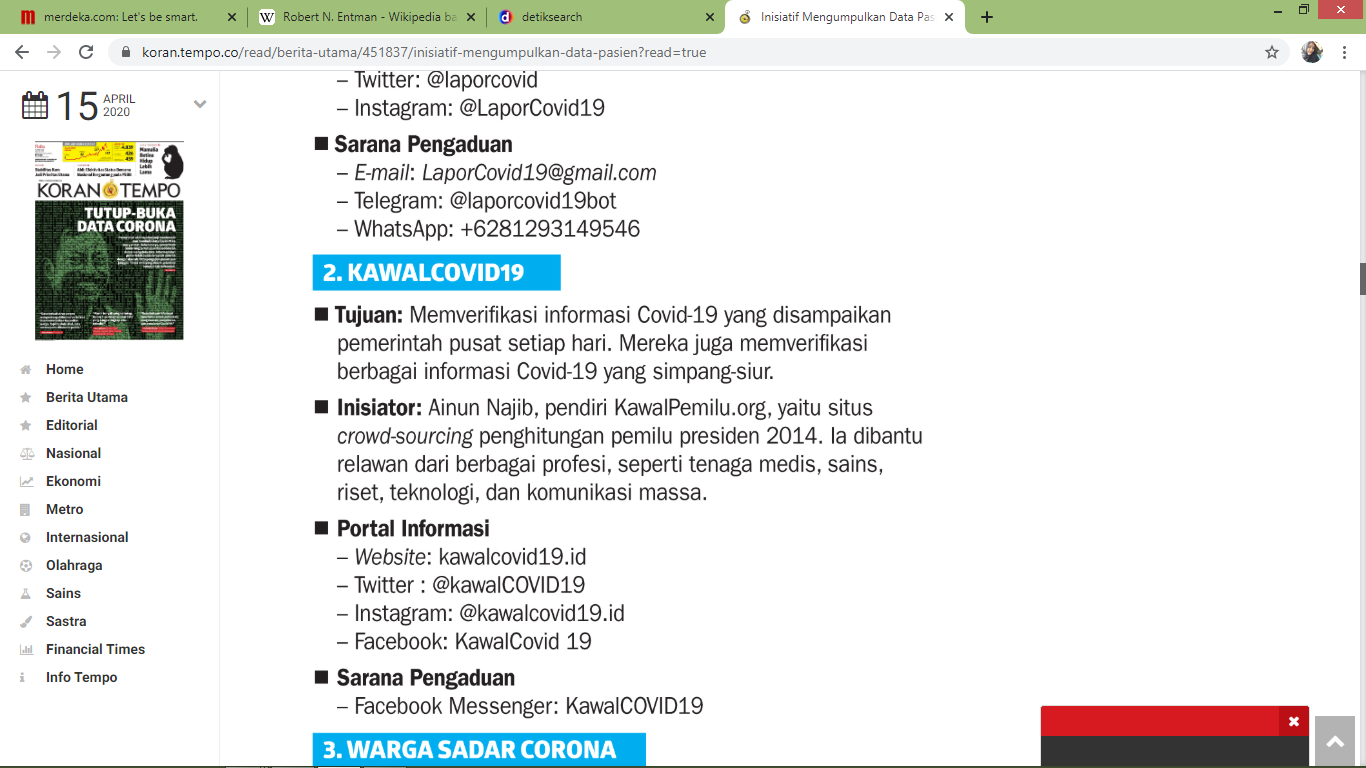 merdeka.com: Let's be smart.
Robert N. Entman - Wikipedia ba
detiksearch
Inisiatif Mengumpulkan Data Pas
koran.tempo.co/read/berita-utama/451837/inisiatif-mengumpulkan-data-pasien?read=true
15 APRIL
2020
Manusia
KORAN TEMPO
TUTUP-BUKA
DATA CORONA
Home
Berita Utama
Editorial
Nasional
Ekonomi
Metro
Internasional
Olahraga
Sains
Sastra
Financial Times
Info Tempo
– Twitter: @laporcovid
– Instagram: @LaporCovid19
■ Sarana Pengaduan
– E-mail: LaporCovid19@gmail.com
– Telegram: @laporcovid19bot
– WhatsApp: +6281293149546
2. KAWALCOVID19
■ Tujuan: Memverifikasi informasi Covid-19 yang disampaikan
pemerintah pusat setiap hari. Mereka juga memverifikasi
berbagai informasi Covid-19 yang simpang-siur.
■ Inisiator: Ainun Najib, pendiri KawalPemilu.org, yaitu situs
crowd-sourcing penghitungan pemilu presiden 2014. Ia dibantu
relawan dari berbagai profesi, seperti tenaga medis, sains,
riset, teknologi, dan komunikasi massa.
■ Portal Informasi
– Website: kawalcovid19.id
– Twitter : @kawalCOVID19
– Instagram: @kawalcovid19.id
– Facebook: KawalCovid 19
■ Sarana Pengaduan
– Facebook Messenger: KawalCOVID19
3. WARGA SADAR CORONA